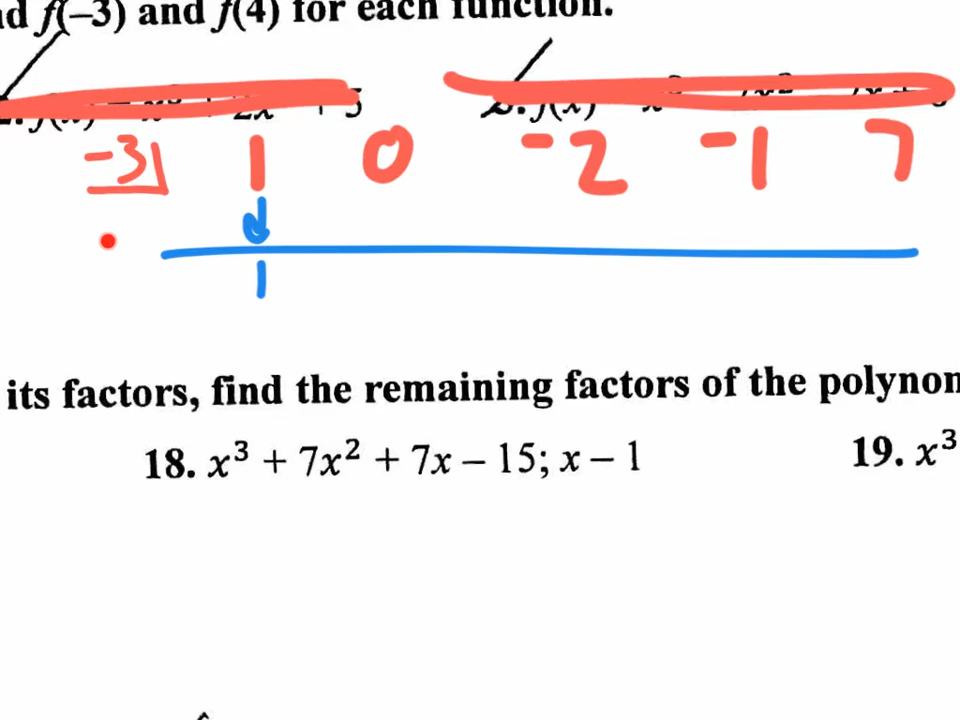 f(–3) and f(4) for each function.
-3 1 0 -2 -1 7
1
its factors, find the remaining factors of the
18. x³ + 7x² + 7x – 15; x – 1 19. x³